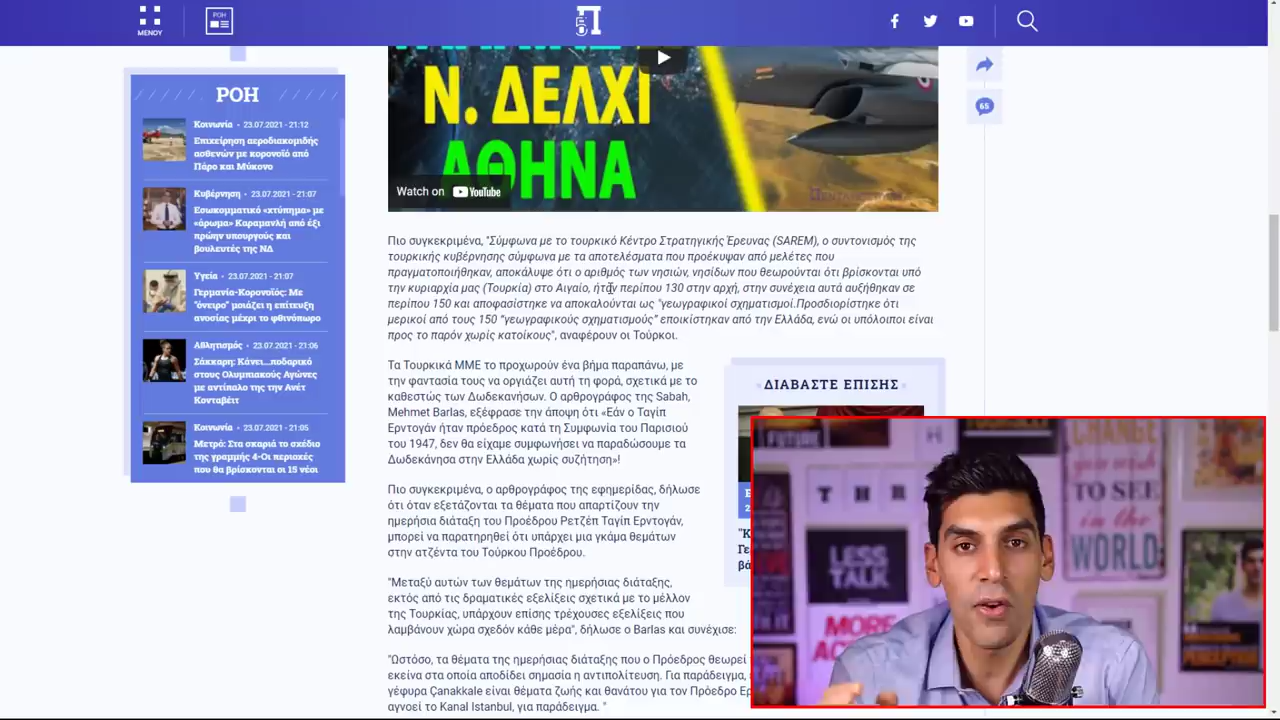 ΜΕΝΟΥ
ΡΟΗ
Ν. ΔΕΛΧΙ
ΑΘΗΝΑ
Watch on YouTube
ΠΕΝΤΑΠΟΣΤΑΓΜΑ
65
ΡΟΗ
Κοινωνία • 23.07.2021 - 21:12
Επιχείρηση αεροδιακομιδής
ασθενών με κορονοϊό από
Πάρο και Μύκονο
Κυβέρνηση • 23.07.2021 - 21:07
Εσωκομματικό «χτύπημα» με
«άρωμα» Καραμανλή από έξι
πρώην υπουργούς και
βουλευτές της ΝΔ
Υγεία • 23.07.2021 - 21:07
Γερμανία-Κορονοϊός: Με
"όνειρο" μοιάζει η επίτευξη
ανοσίας μέχρι το φθινόπωρο
Αθλητισμός • 23.07.2021 - 21:06
Σάκκαρη: Κάνει...ποδαρικό
στους Ολυμπιακούς Αγώνες
με αντίπαλο της την Ανέτ
Κονταβέιτ
Κοινωνία • 23.07.2021 - 21:05
Μετρό: Στα σκαριά το σχέδιο
της γραμμής 4-Οι περιοχές
που θα βρίσκονται οι 15 νέοι
Πιο συγκεκριμένα, "Σύμφωνα με το τουρκικό Κέντρο Στρατηγικής Έρευνας (SAREM), ο συντονισμός της
τουρκικής κυβέρνησης σύμφωνα με τα αποτελέσματα που προέκυψαν από μελέτες που
πραγματοποιήθηκαν, αποκάλυψε ότι ο αριθμός των νησιών, νησίδων που θεωρούνται ότι βρίσκονται υπό
την κυριαρχία μας (Τουρκία) στο Αιγαίο, ήταν περίπου 130 στην αρχή, στην συνέχεια αυτά αυξήθηκαν σε
περίπου 150 και αποφασίστηκε να αποκαλούνται ως "γεωγραφικοί σχηματισμοί.Προσδιορίστηκε ότι
μερικοί από τους 150 "γεωγραφικούς σχηματισμούς" εποικίστηκαν από την Ελλάδα, ενώ οι υπόλοιποι είναι
προς το παρόν χωρίς κατοίκους", αναφέρουν οι Τούρκοι.
Τα Τουρκικά ΜΜΕ το προχωρούν ένα βήμα παραπάνω, με
την φαντασία τους να οργιάζει αυτή τη φορά, σχετικά με το
καθεστώς των Δωδεκανήσων. Ο αρθρογράφος της Sabah,
Mehmet Barlas, εξέφρασε την άποψη ότι «Εάν ο Ταγίπ
Ερντογάν ήταν πρόεδρος κατά τη Συμφωνία του Παρισιού
του 1947, δεν θα είχαμε συμφωνήσει να παραδώσουμε τα
Δωδεκάνησα στην Ελλάδα χωρίς συζήτηση»!
Πιο συγκεκριμένα, ο αρθρογράφος της εφημερίδας, δήλωσε
ότι όταν εξετάζονται τα θέματα που απαρτίζουν την
ημερήσια διάταξη του Προέδρου Ρετζέπ Ταγίπ Ερντογάν,
μπορεί να παρατηρηθεί ότι υπάρχει μια γκάμα θεμάτων
στην ατζέντα του Τούρκου Προέδρου.
"Μεταξύ αυτών των θεμάτων της ημερήσιας διάταξης,
εκτός από τις δραματικές εξελίξεις σχετικά με το μέλλον
της Τουρκίας, υπάρχουν επίσης τρέχουσες εξελίξεις που
λαμβάνουν χώρα σχεδόν κάθε μέρα", δήλωσε ο Barlas και συνέχισε:
"Ωστόσο, τα θέματα της ημερήσιας διάταξης που ο Πρόεδρος θεωρεί
εκείνα στα οποία αποδίδει σημασία η αντιπολίτευση. Για παράδειγμα,
γέφυρα Çanakkale είναι θέματα ζωής και θανάτου για τον Πρόεδρο Ερ
αγνοεί το Kanal Istanbul, για παράδειγμα. "
ΔΙΑΒΑΣΤΕ ΕΠΙΣΗΣ
"Κ
Γε
βά
FUTURE
THE
LESS
TALK
MORE
CHANGE
you wish
TO SEE
in the
WORLD